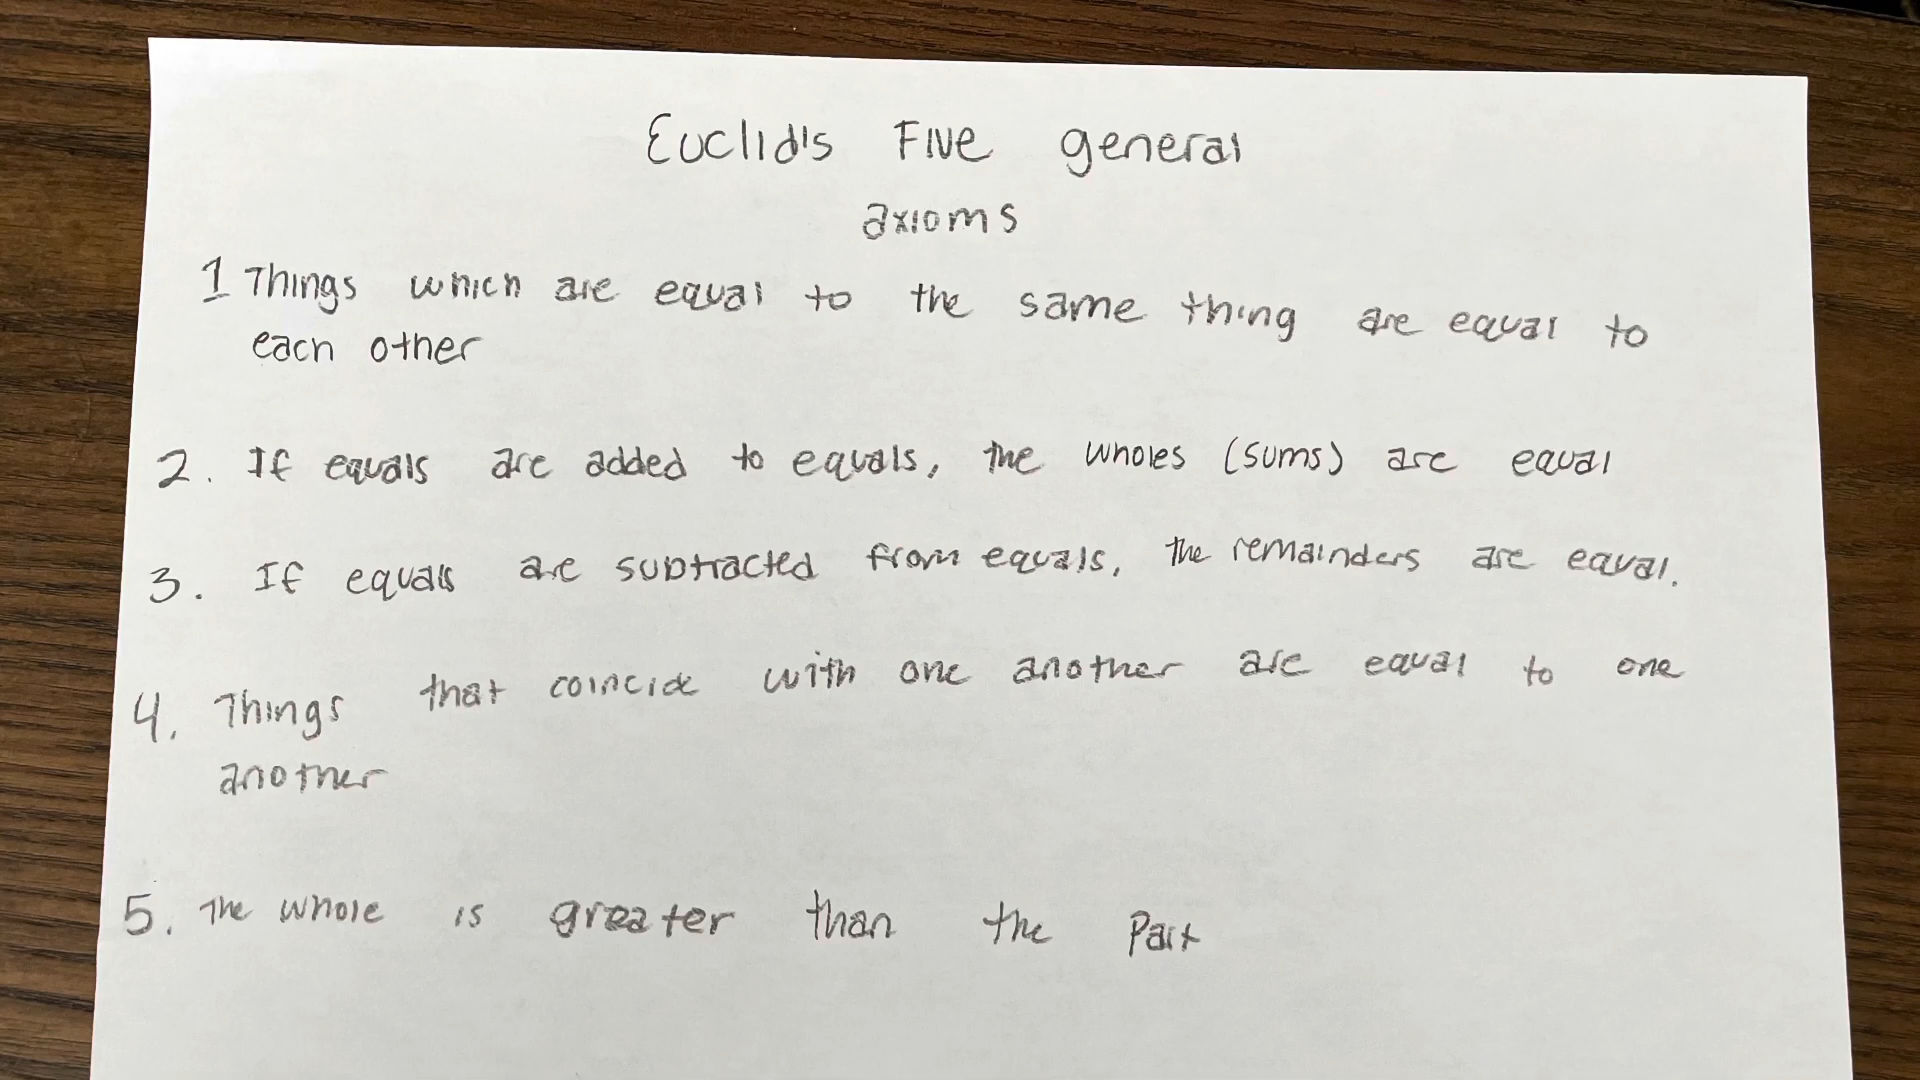 Euclid's Five general
axioms
1 Things which are equal to the same thing are equal to
each other
2. If equals are added to equals, the wholes (sums) are equal
3. If equals are subtracted from equals, the remainders are equal.
4. Things that coincide with one another are equal to one
another
5. The whole is greater than the Part